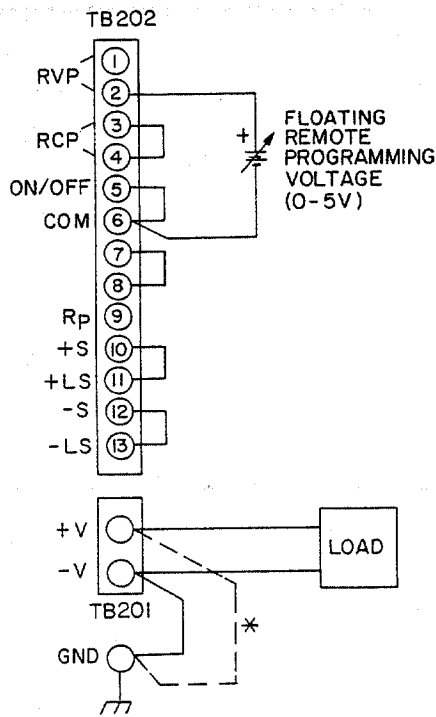 TB202
RVP
1
2
RCP
3
4
ON/OFF 5
COM 6
7
8
Rp 9
+S 10
+LS 11
-S 12
-LS 13
+
FLOATING
REMOTE
PROGRAMMING
VOLTAGE
(0-5V)
+V
-V
TB201
LOAD
*
GND